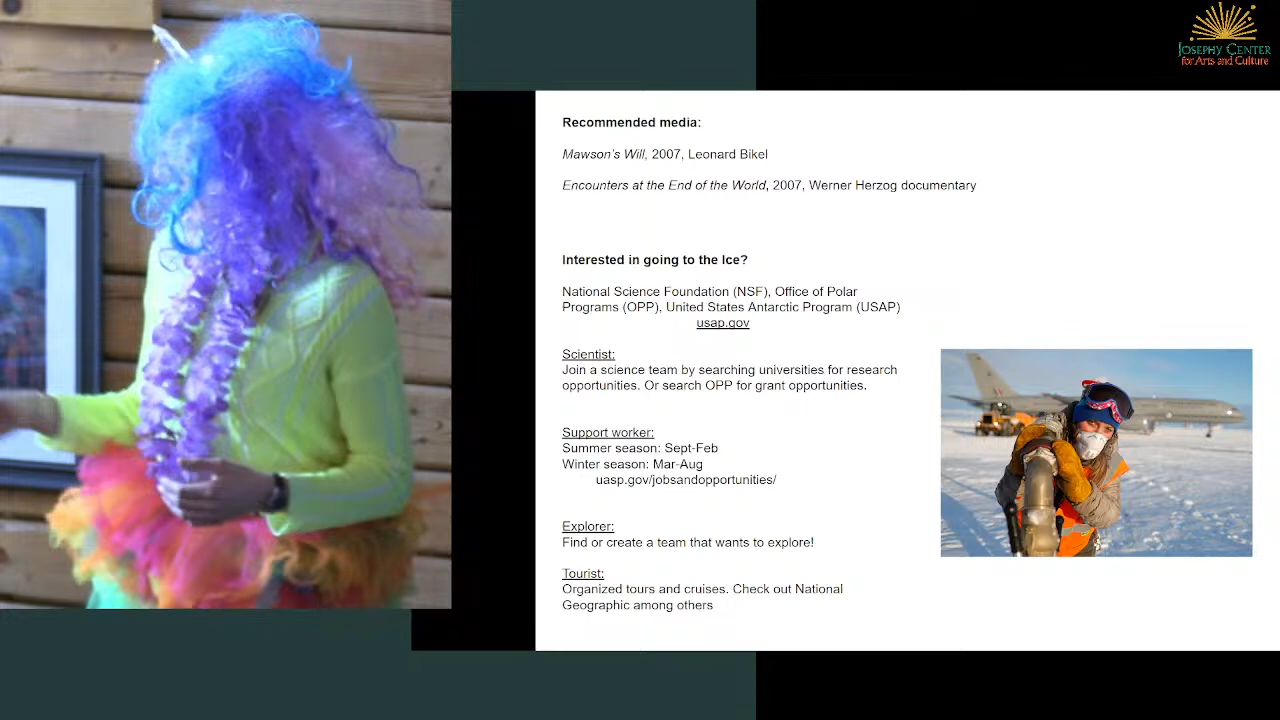 JOSEPHY CENTER
for Arts and Culture
Recommended media:
Mawson's Will, 2007, Leonard Bikel
Encounters at the End of the World, 2007, Werner Herzog documentary
Interested in going to the Ice?
National Science Foundation (NSF), Office of Polar
Programs (OPP), United States Antarctic Program (USAP)
usap.gov
Scientist:
Join a science team by searching universities for research
opportunities. Or search OPP for grant opportunities.
Support worker:
Summer season: Sept-Feb
Winter season: Mar-Aug
uasp.gov/jobsandopportunities/
Explorer:
Find or create a team that wants to explore!
Tourist:
Organized tours and cruises. Check out National
Geographic among others